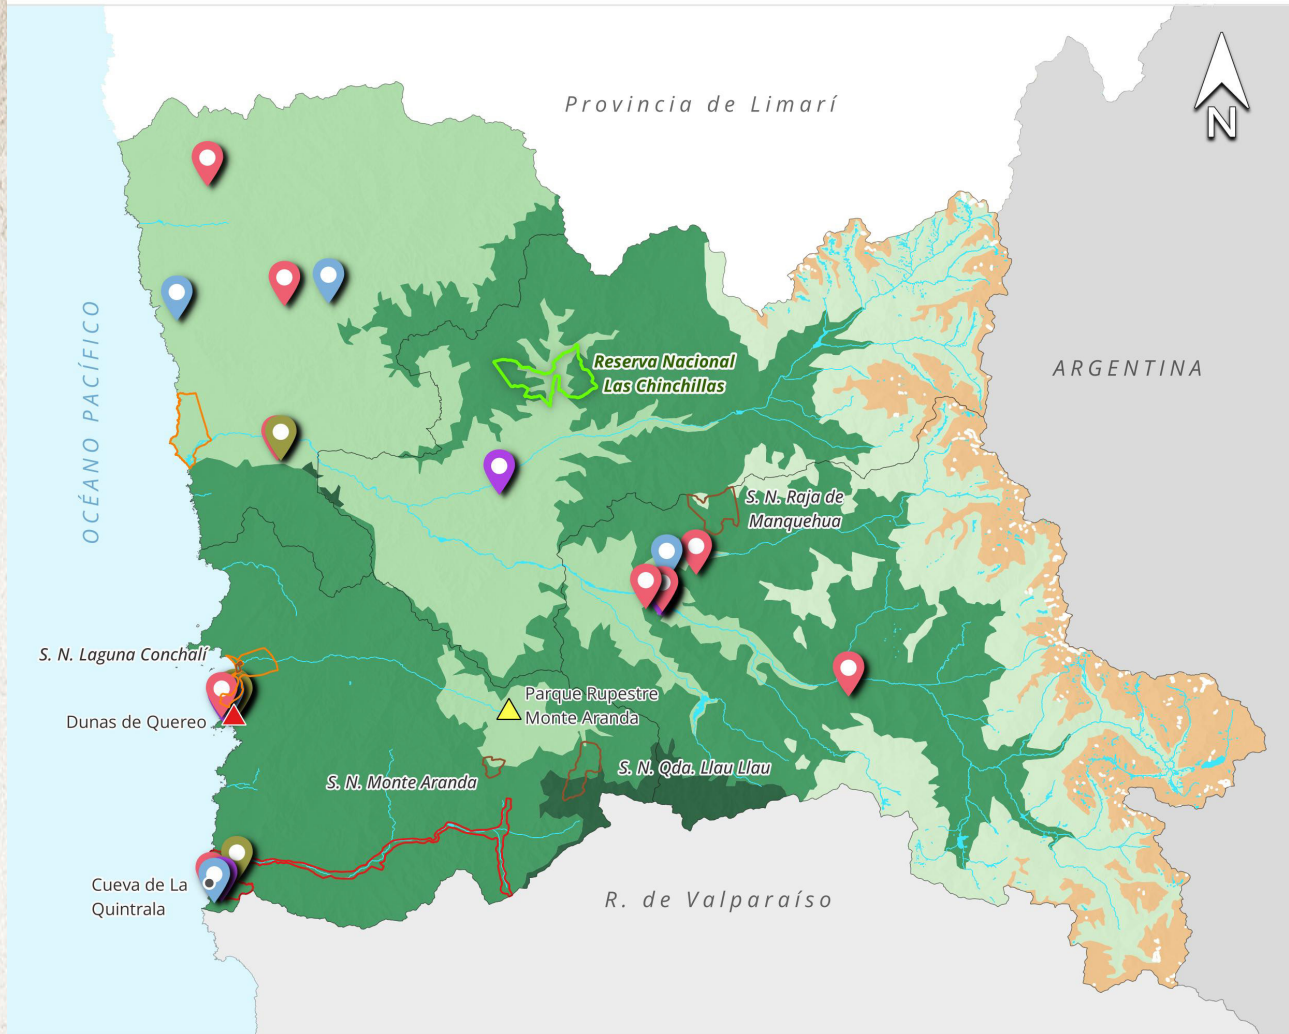 Provincia de Limarí
N
ARGENTINA
OCÉANO PACÍFICO
Reserva Nacional
Las Chinchillas
S. N. Raja de
Manquehua
S. N. Laguna Conchalí
Dunas de Quereo
Parque Rupestre
Monte Aranda
S. N. Monte Aranda
S. N. Qda. Llau Llau
Cueva de La
Quintrala
R. de Valparaíso